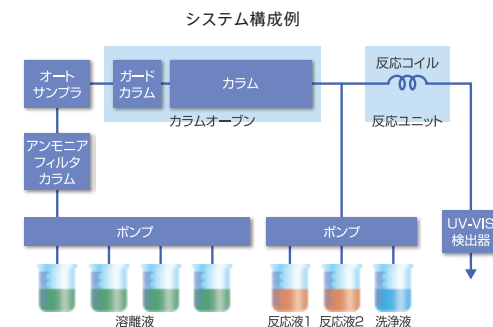 システム構成例
オート
サンプラ
ガード
カラム
カラム
カラムオーブン
反応コイル
反応ユニット
アンモニア
フィルタ
カラム
ポンプ
ポンプ
UV-VIS
検出器
溶離液
反応液1
反応液2
洗浄液